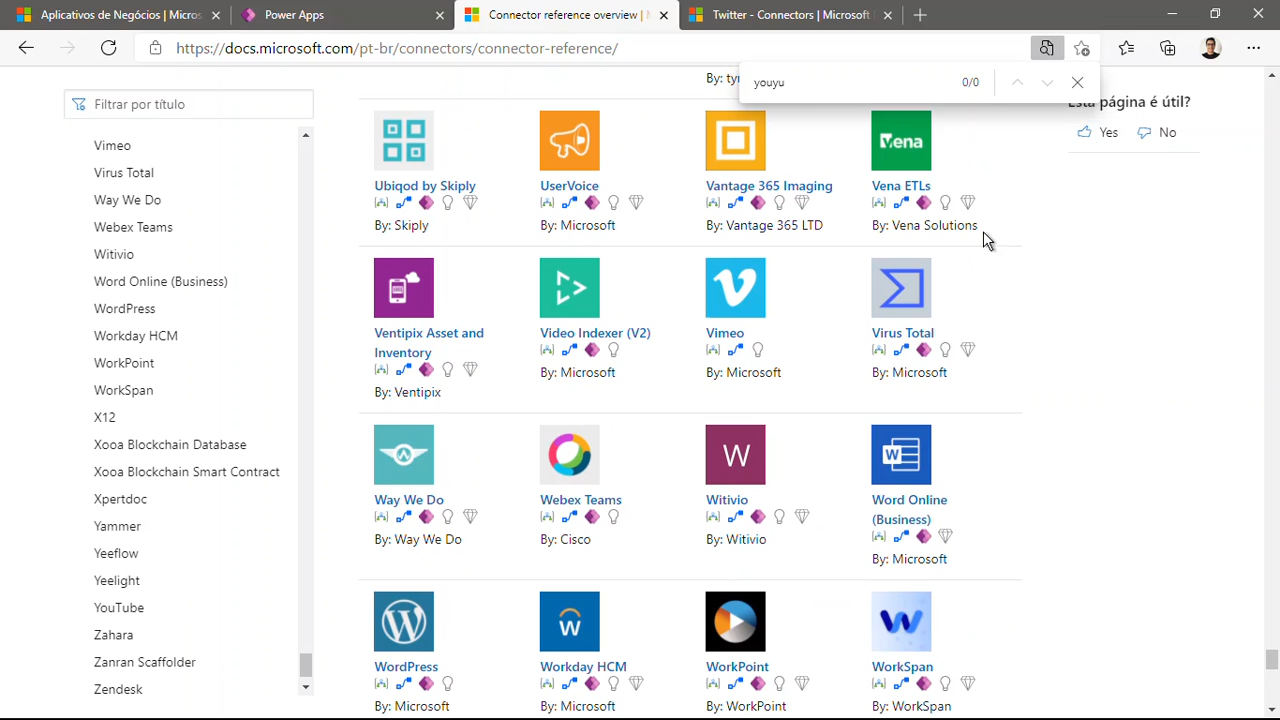 Aplicativos de Negócios | Micros
Power Apps
Connector reference overview | M
Twitter - Connectors | Microsoft
https://docs.microsoft.com/pt-br/connectors/connector-reference/
youyu
0/0
Filtrar por título
Vimeo
Virus Total
Way We Do
Webex Teams
Witivio
Word Online (Business)
WordPress
Workday HCM
WorkPoint
WorkSpan
X12
Xooa Blockchain Database
Xooa Blockchain Smart Contract
Xpertdoc
Yammer
Yeeflow
Yeelight
YouTube
Zahara
Zanran Scaffolder
Zendesk
By: 
Vena
Ubiqod by Skiply
UserVoice
Vantage 365 Imaging
Vena ETLs
By: Skiply
By: Microsoft
By: Vantage 365 LTD
By: Vena Solutions
Ventipix Asset and
Inventory
Video Indexer (V2)
Vimeo
Virus Total
By: Ventipix
By: Microsoft
By: Microsoft
By: Microsoft
W
W
Way We Do
Webex Teams
Witivio
Word Online
(Business)
By: Way We Do
By: Cisco
By: Witivio
By: Microsoft
WordPress
Workday HCM
WorkPoint
WorkSpan
By: Microsoft
By: Microsoft
By: WorkPoint
By: WorkSpan
Esta página é útil?
Yes
No